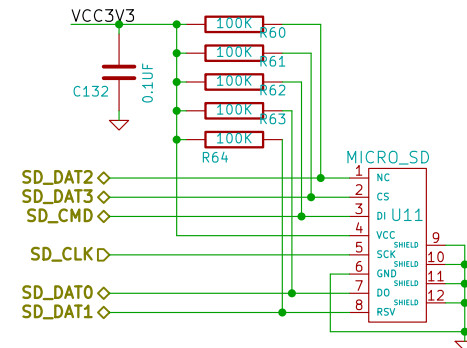 VCC3V3
100K
R60
100K
R61
100K
R62
100K
R63
100K
R64
C132
0.1UF
MICRO_SD
U11
SD_DAT2
1
NC
SD_DAT3
2
CS
SD_CMD
3
DI
4
VCC
SD_CLK
5
SCK
6
GND
SD_DAT0
7
DO
SD_DAT1
8
RSV
SHIELD
9
SHIELD
10
SHIELD
11
SHIELD
12